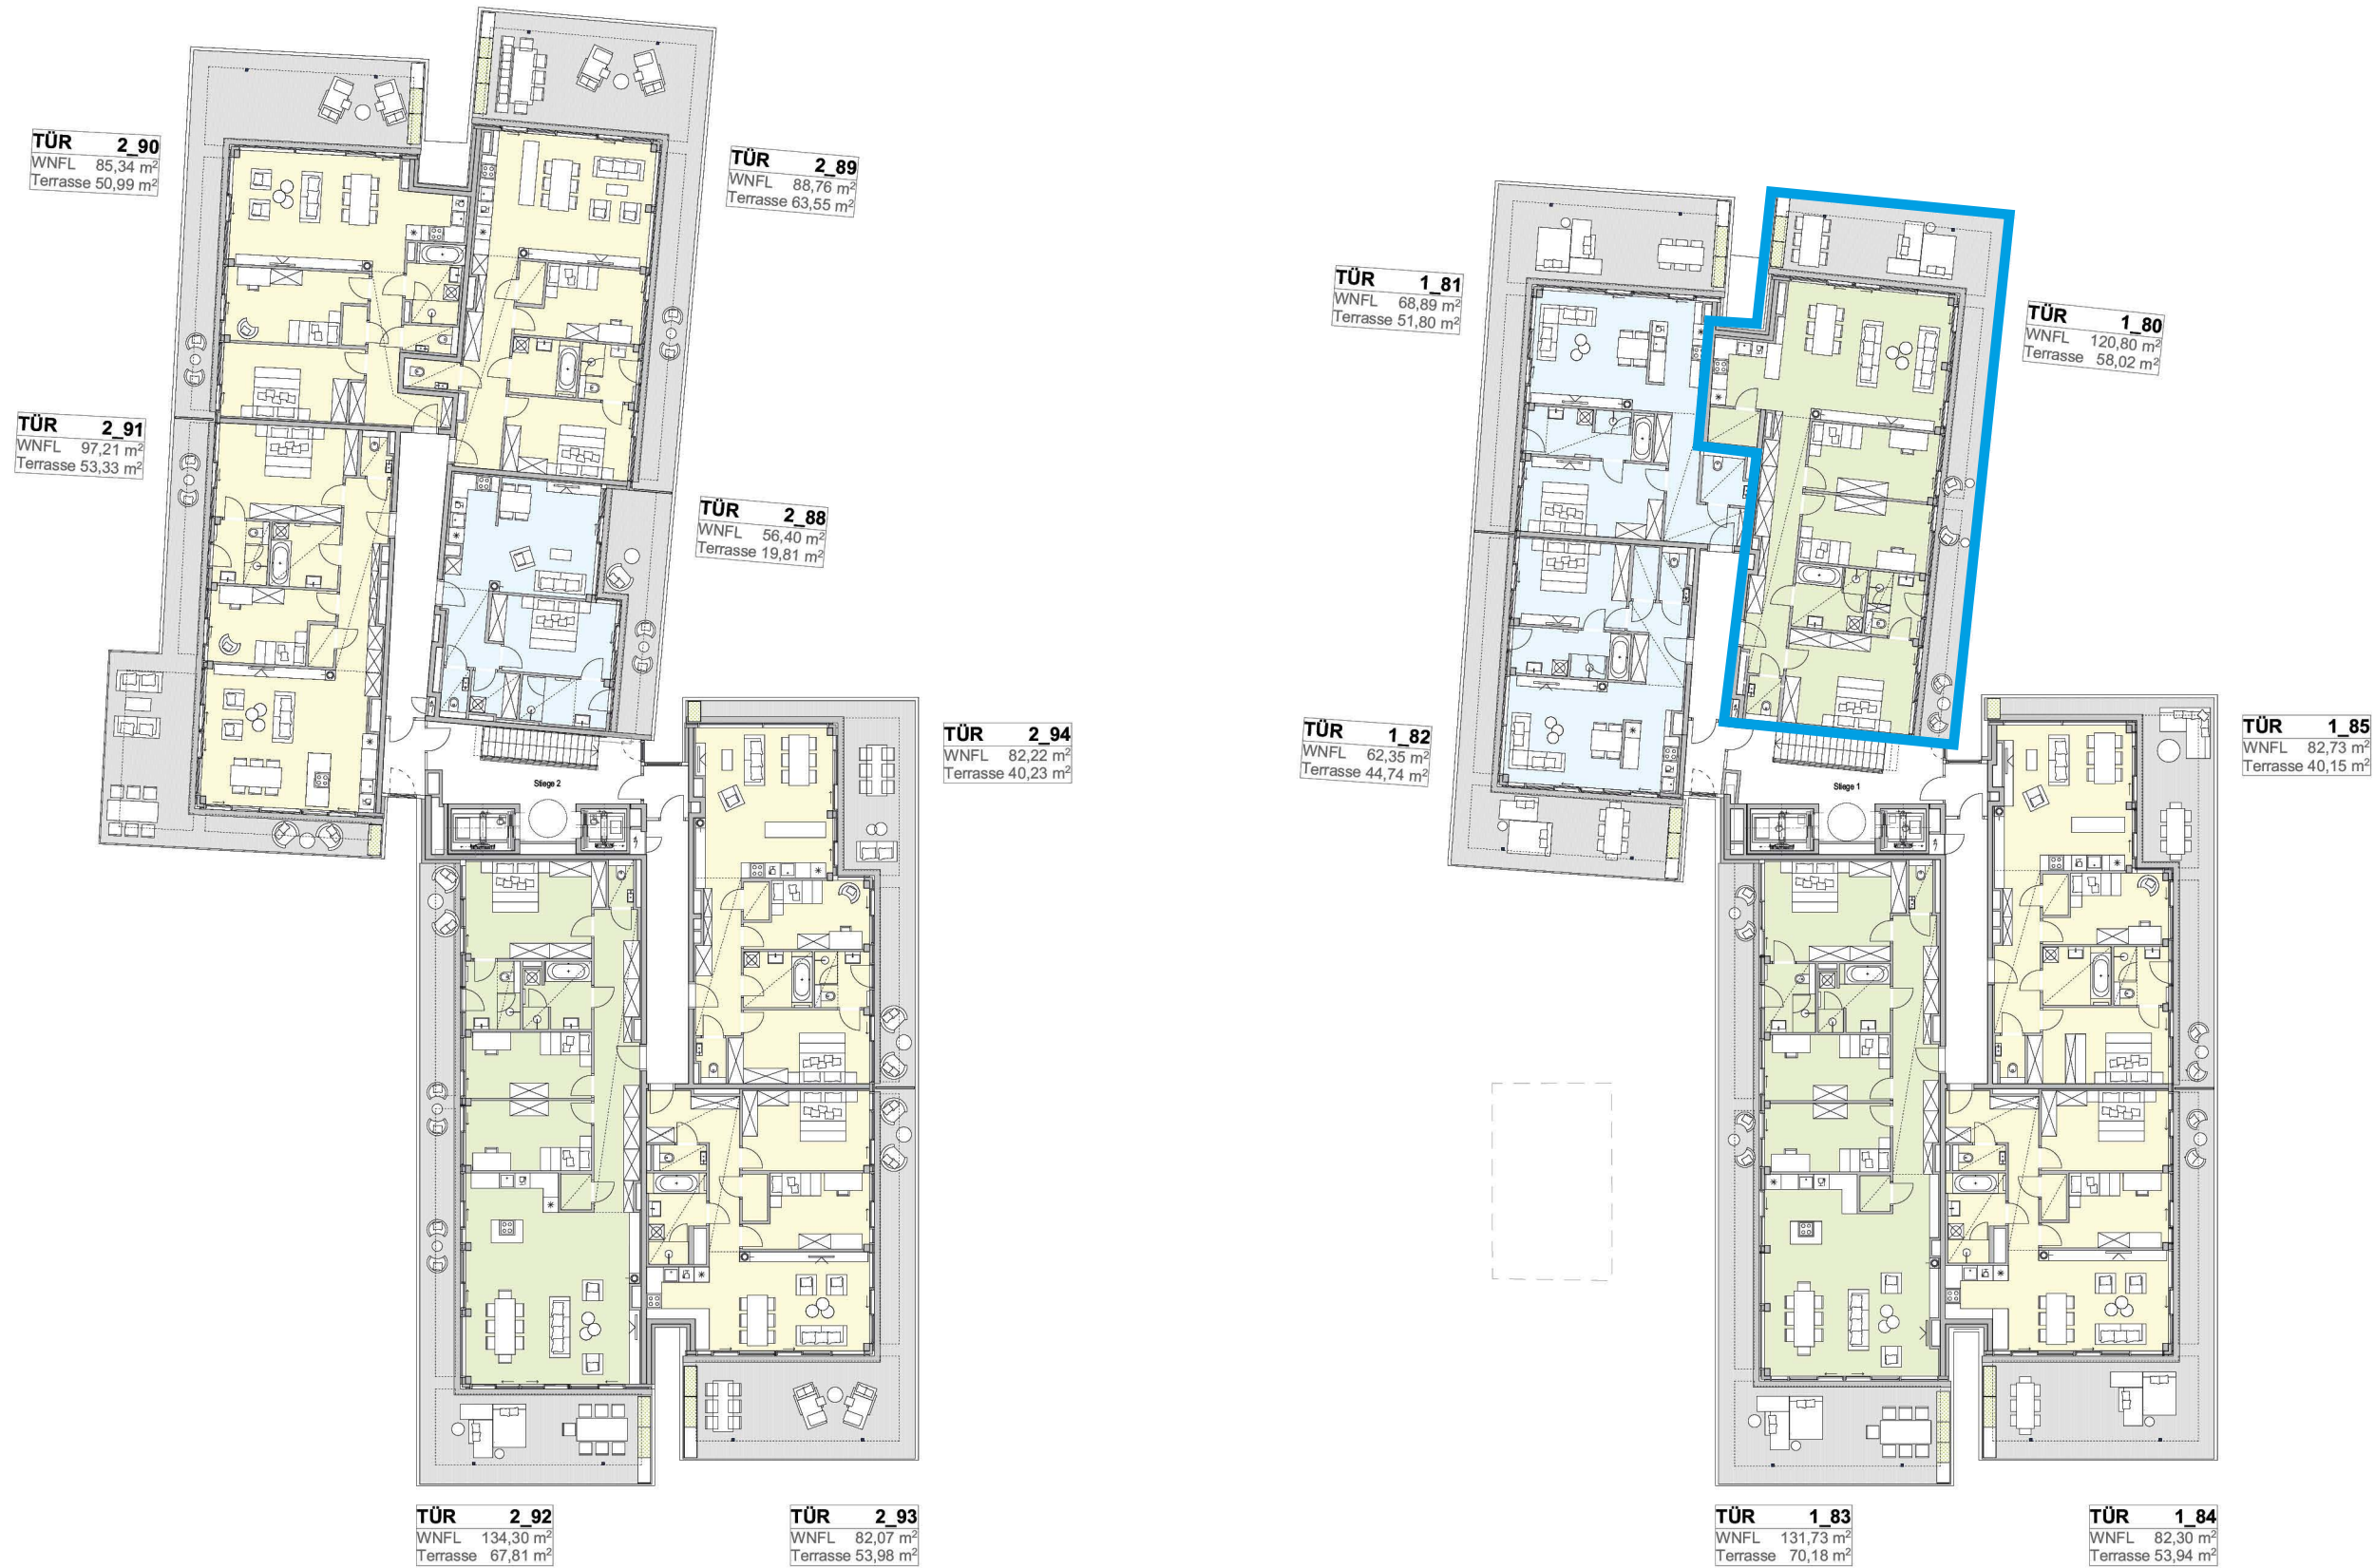 TÜR 2_90
WNFL 85,34 m²
Terrasse 50,99 m²
TÜR 2_89
WNFL 88,76 m²
Terrasse 63,55 m²
TÜR 2_91
WNFL 97,21 m²
Terrasse 53,33 m²
TÜR 2_88
WNFL 56,40 m²
Terrasse 19,81 m²
TÜR 2_94
WNFL 82,22 m²
Terrasse 40,23 m²
Stiege 2
TÜR 2_92
WNFL 134,30 m²
Terrasse 67,81 m²
TÜR 2_93
WNFL 82,07 m²
Terrasse 53,98 m²
TÜR 1_81
WNFL 68,89 m²
Terrasse 51,80 m²
TÜR 1_80
WNFL 120,80 m²
Terrasse 58,02 m²
TÜR 1_82
WNFL 62,35 m²
Terrasse 44,74 m²
TÜR 1_85
WNFL 82,73 m²
Terrasse 40,15 m²
Stiege 1
TÜR 1_83
WNFL 131,73 m²
Terrasse 70,18 m²
TÜR 1_84
WNFL 82,30 m²
Terrasse 53,94 m²